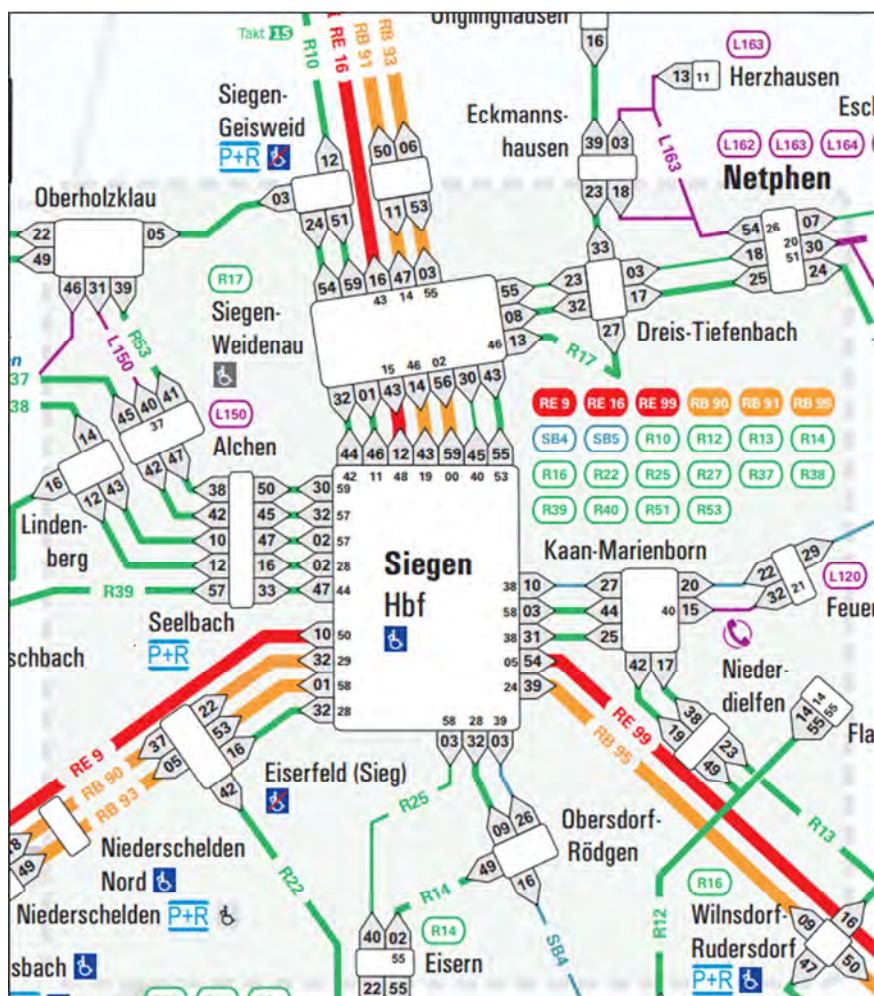 Unglinghausen
Takt 15
R10
RE 16
RB 91
RB 93
16
L163
13 11
Herzhausen
Siegen-
Geisweid
P+R
Eckmanns-
hausen
39 03
23 18
L163
L162 L163 L164
Netphen
12
50 06
03
24 51
11 53
Oberholzklau
22
05
49
46 31 39
R17
Siegen-
Weidenau
54 59 16 47 03
43 14 55
55
08
46 13
15 46 02
32 01 43 14 56 30 43
33
23 03
32 17
27
R17
Dreis-Tiefenbach
54 26 07
18 20 30
25 51 24
R53
L150
37
38
45 40 41
37
42 47
L150
Alchen
14
16
12 43
Linden-
berg
R39
RE 9 RE 16 RE 99 RB 90 RB 91 RB 95
SB4 SB5 R10 R12 R13 R14
R16 R22 R25 R27 R37 R38
R39 R40 R51 R53
44 46 12 43 59 45 55
42 11 48 19 00 40 53
38 50 30 59
42 45 32 57
10 47 02 57
12 16 02 28
57 33 47 44
Siegen
Hbf
Seelbach
P+R
schbach
10 50
32 29
01 58
32 28
38 10
58 03
38 31
05 54
24 39
58 28 39
03 32 03
Kaan-Marienborn
27 20
44 40 15
25
42 17
22 29
32 21
L120
Feuer
Nieder-
dielfen
38
19 23
49
14 14
55 55
Fla
RE 99
RB 95
RE 9
RB 90
RB 93
22
37 53
05 16
42
Eiserfeld (Sieg)
R22
Niederschelden
Nord
18
49
Niederschelden P+R
sbach
R25
R14
09 26
49
16
Obersdorf-
Rödgen
SB4
40 02
55
22 55
R14
Eisern
R12
R13
R16
Wilnsdorf-
Rudersdorf
P+R
09 16
47 50